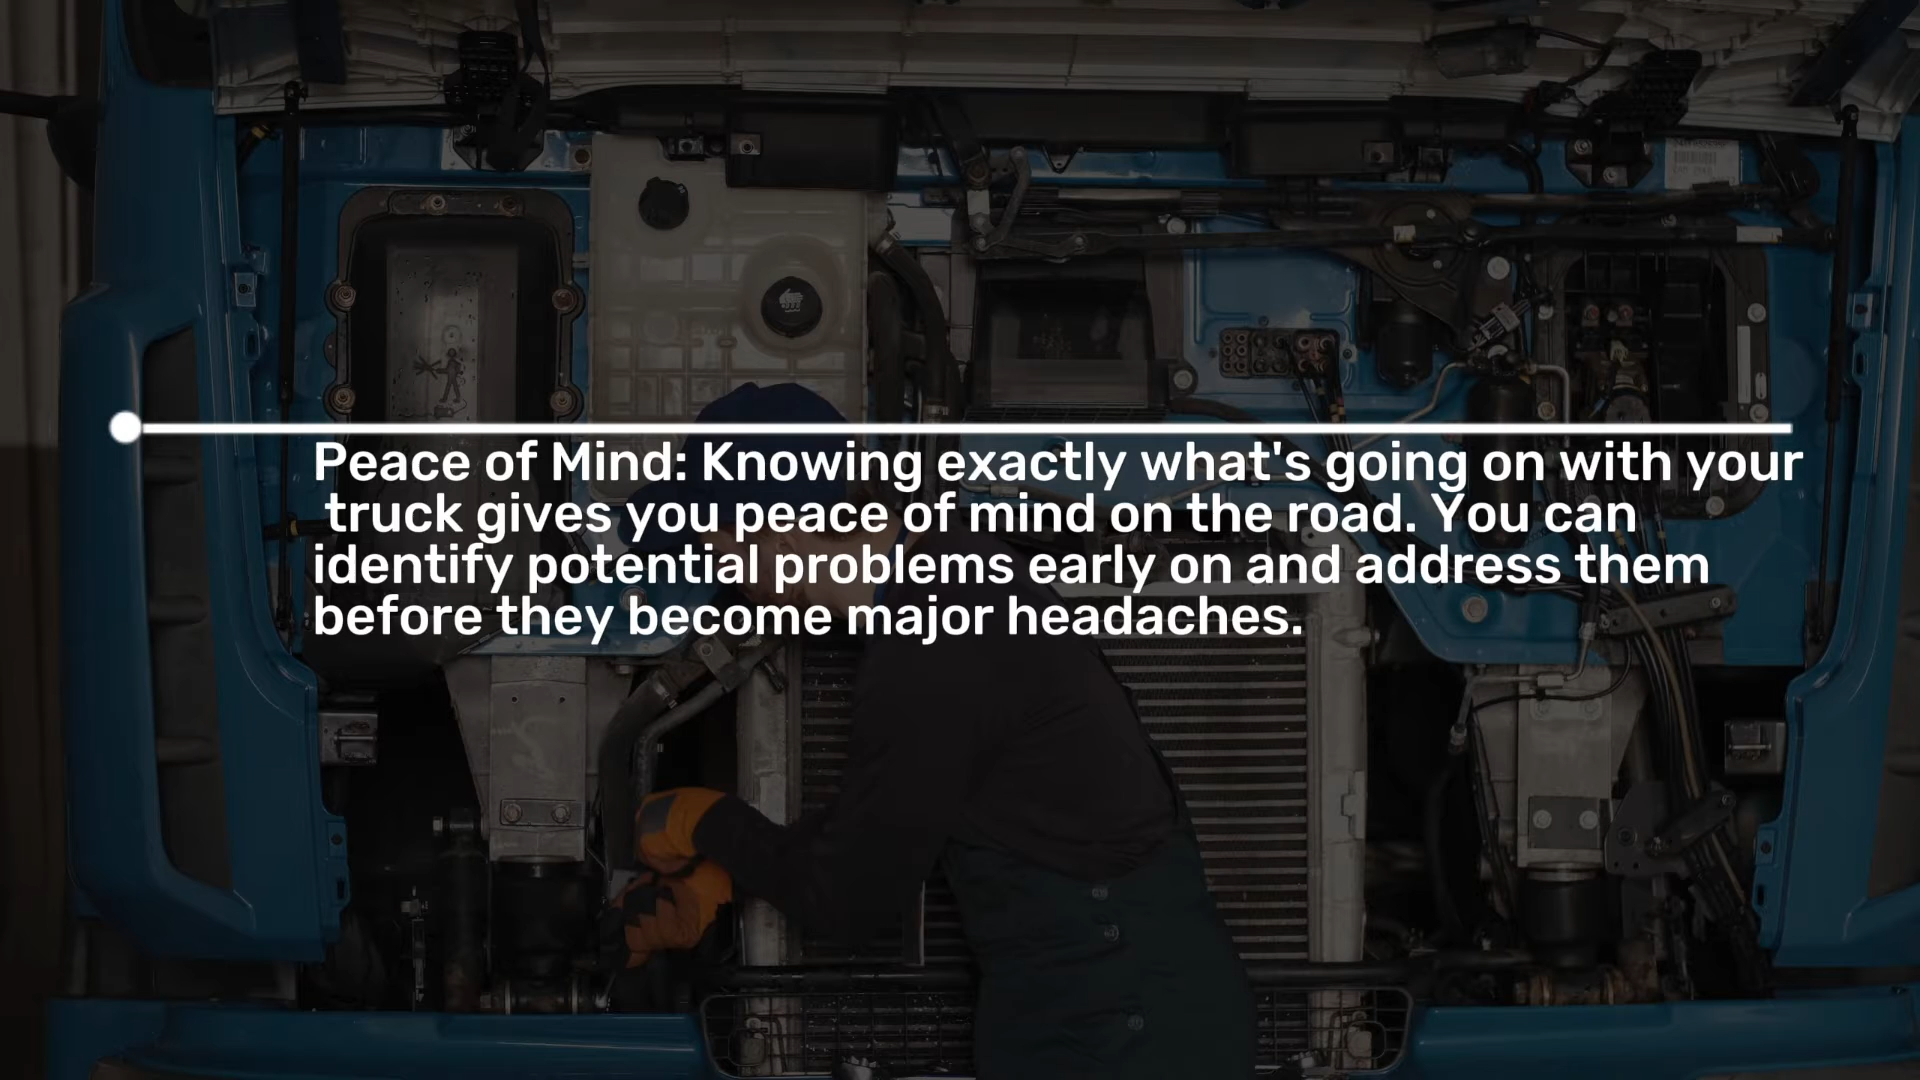 Peace of Mind: Knowing exactly what's going on with your
truck gives you peace of mind on the road. You can
identify potential problems early on and address them
before they become major headaches.